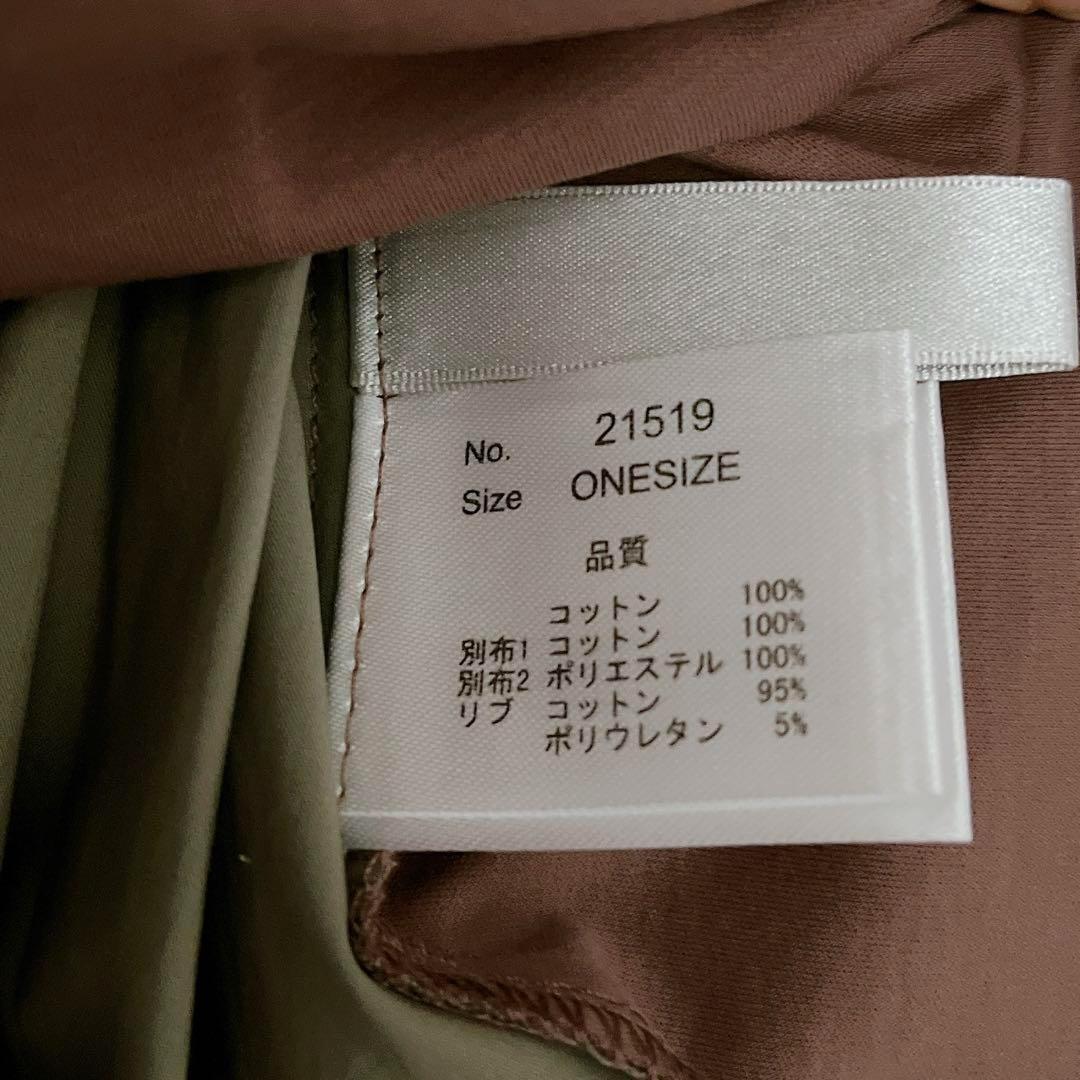 No. 21519
Size ONESIZE
品質
コットン 100%
別布1 コットン 100%
別布2 ポリエステル 100%
リブ コットン 95%
ポリウレタン 5%